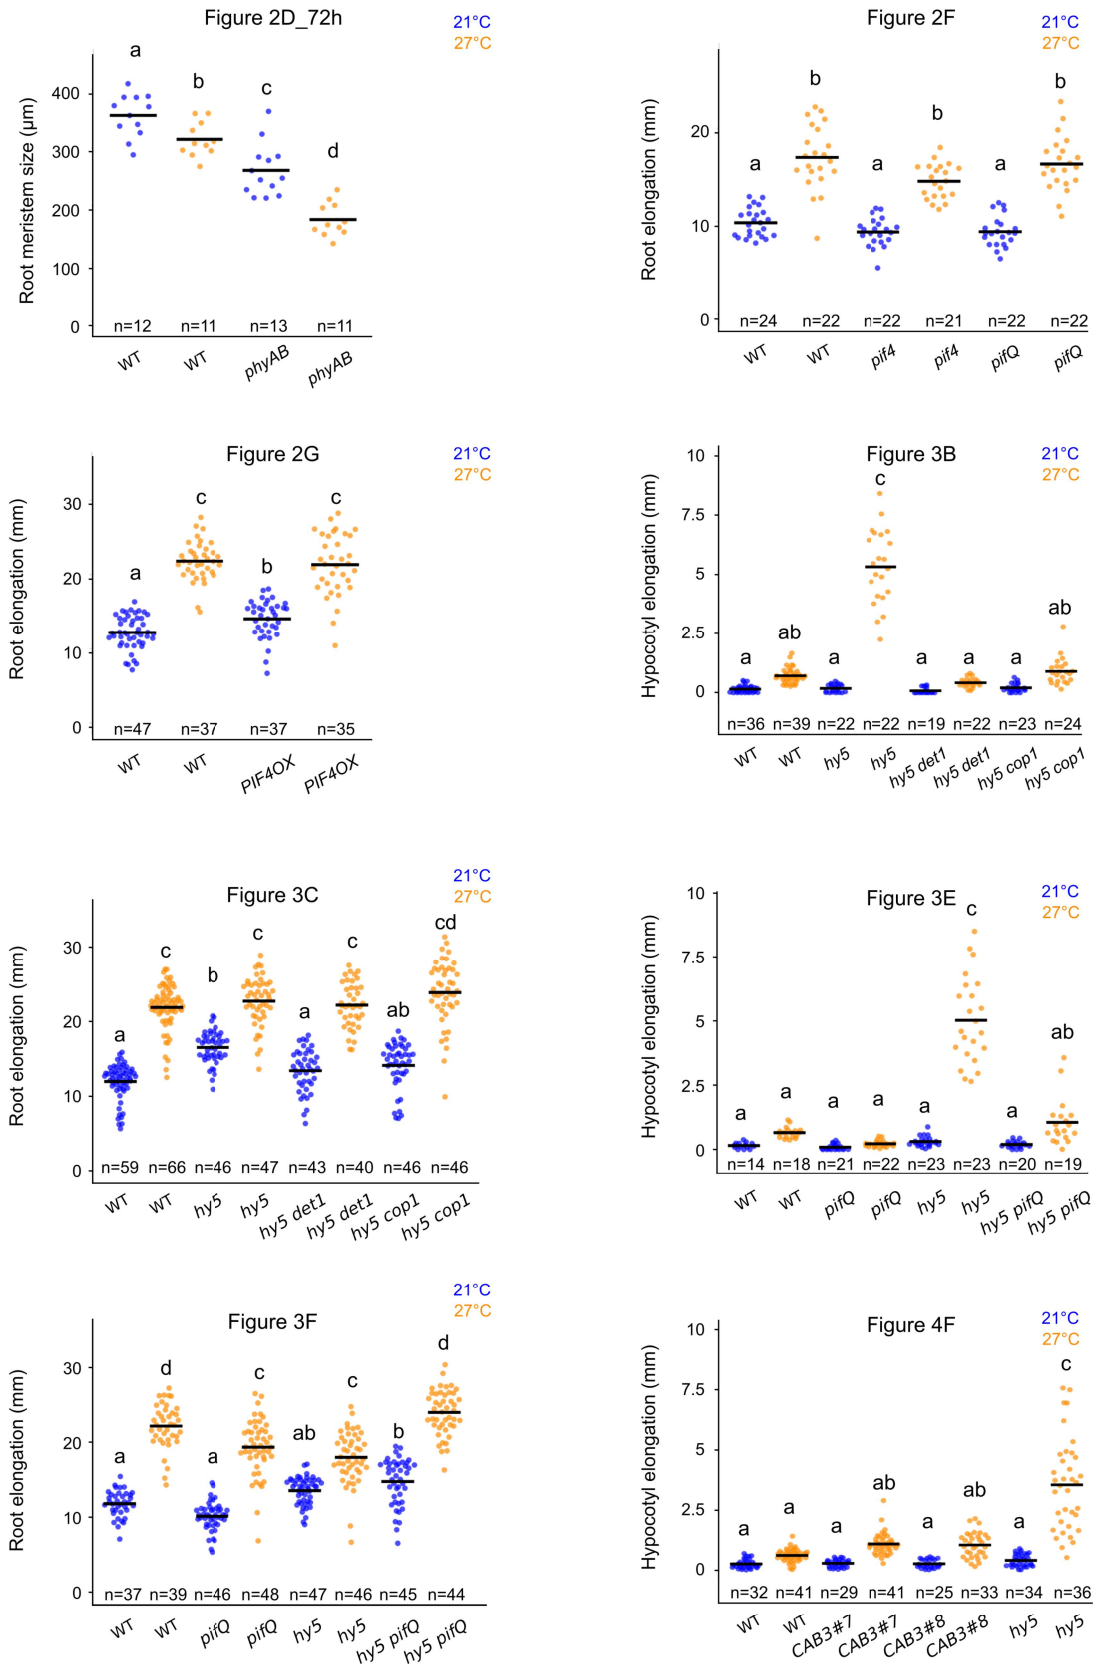 Figure 2D_72h
21°C
27°C
Root meristem size (µm)
400
300
200
100
0
a
b
c
d
n=12
n=11
n=13
n=11
WT
WT
phyAB
phyAB
Figure 2F
21°C
27°C
Root elongation (mm)
20
10
0
a
b
a
b
a
b
n=24
n=22
n=22
n=21
n=22
n=22
WT
WT
pif4
pif4
pifQ
pifQ
Figure 2G
21°C
27°C
Root elongation (mm)
30
20
10
0
a
c
b
c
n=47
n=37
n=37
n=35
WT
WT
PIF4OX
PIF4OX
Figure 3B
21°C
27°C
Hypocotyl elongation (mm)
10
7.5
5
2.5
0
a
ab
a
c
a
a
a
ab
n=36
n=39
n=22
n=22
n=19
n=22
n=23
n=24
WT
WT
hy5
hy5
hy5 det1
hy5 det1
hy5 cop1
hy5 cop1
Figure 3C
21°C
27°C
Root elongation (mm)
30
20
10
0
a
c
b
c
a
c
ab
cd
n=59
n=66
n=46
n=47
n=43
n=40
n=46
n=46
WT
WT
hy5
hy5
hy5 det1
hy5 det1
hy5 cop1
hy5 cop1
Figure 3E
21°C
27°C
Hypocotyl elongation (mm)
10
7.5
5
2.5
0
a
a
a
a
a
c
a
ab
n=14
n=18
n=21
n=22
n=23
n=23
n=20
n=19
WT
WT
pifQ
pifQ
hy5
hy5
hy5 pifQ
hy5 pifQ
Figure 3F
21°C
27°C
Root elongation (mm)
30
20
10
0
a
d
a
c
ab
c
b
d
n=37
n=39
n=46
n=48
n=47
n=46
n=45
n=44
WT
WT
pifQ
pifQ
hy5
hy5
hy5 pifQ
hy5 pifQ
Figure 4F
21°C
27°C
Hypocotyl elongation (mm)
10
7.5
5
2.5
0
a
a
a
ab
a
ab
a
c
n=32
n=41
n=29
n=41
n=25
n=33
n=34
n=36
WT
WT
CAB3#7
CAB3#7
CAB3#8
CAB3#8
hy5
hy5